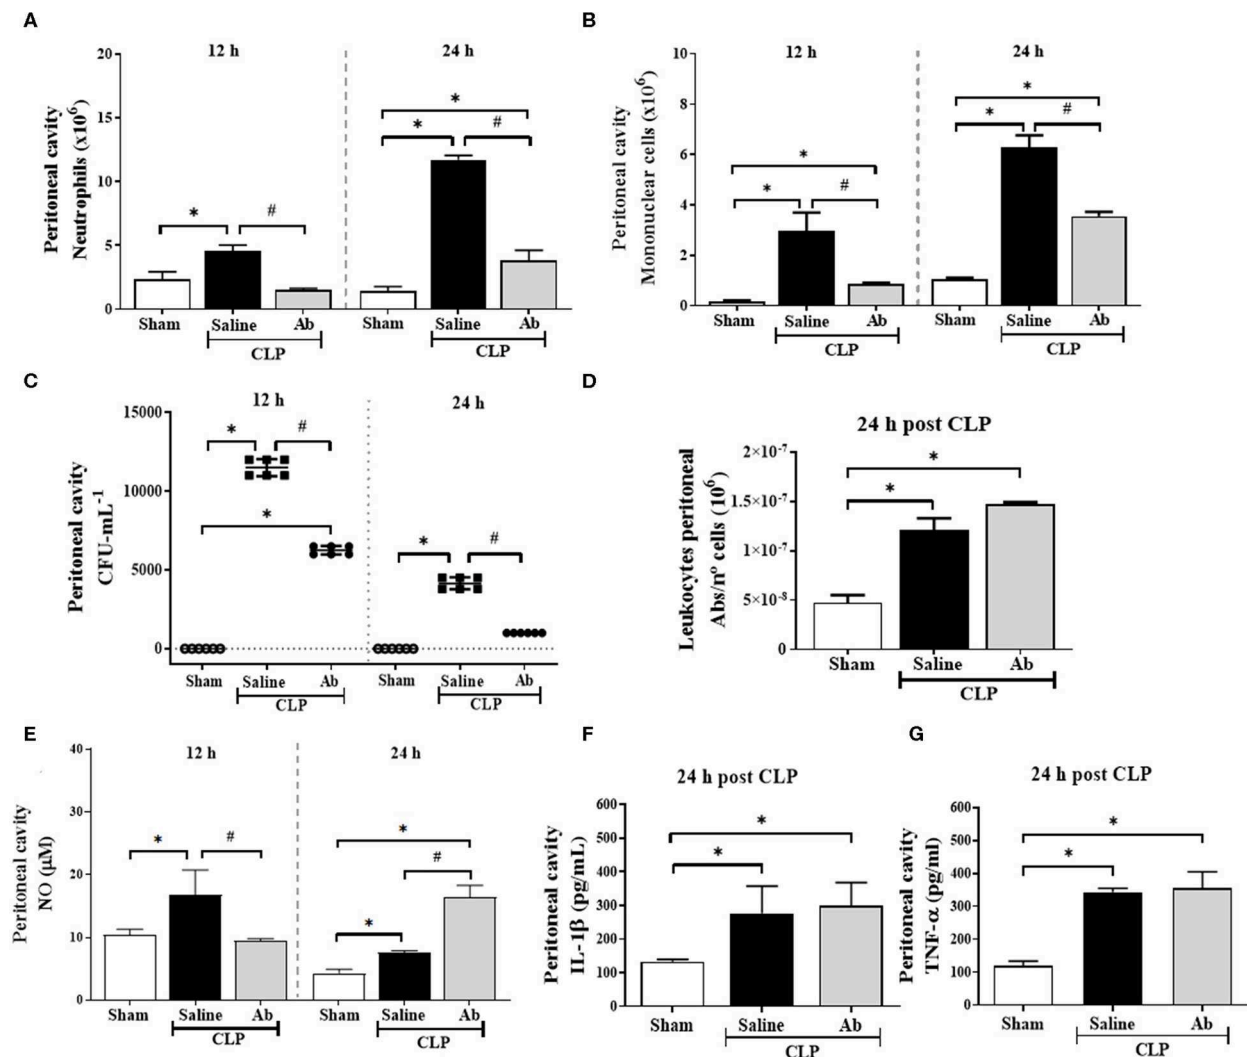 A
Peritoneal cavity
Neutrophils (x10⁶)
20
15
10
5
0
12 h
24 h
*
#
*
*
#
Sham
Saline
Ab
CLP
Sham
Saline
Ab
CLP
B
Peritoneal cavity
Mononuclear cells (x10⁶)
10
8
6
4
2
0
12 h
24 h
*
*
#
*
*
#
Sham
Saline
Ab
CLP
Sham
Saline
Ab
CLP
C
Peritoneal cavity
CFU-mL⁻¹
15000
10000
5000
0
12 h
24 h
*
#
*
*
#
Sham
Saline
Ab
CLP
Sham
Saline
Ab
CLP
D
24 h post CLP
Leukocytes peritoneal
Abs/nº cells (10⁶)
2×10⁻⁷
1.5×10⁻⁷
1×10⁻⁷
5×10⁻⁸
0
*
*
Sham
Saline
Ab
CLP
E
Peritoneal cavity
NO (µM)
40
30
20
10
0
12 h
24 h
*
#
*
#
*
Sham
Saline
Ab
CLP
Sham
Saline
Ab
CLP
F
24 h post CLP
Peritoneal cavity
IL-1β (pg/mL)
600
500
400
300
200
100
0
*
*
Sham
Saline
Ab
CLP
G
24 h post CLP
Peritoneal cavity
TNF-α (pg/ml)
600
500
400
300
200
100
0
*
*
Sham
Saline
Ab
CLP